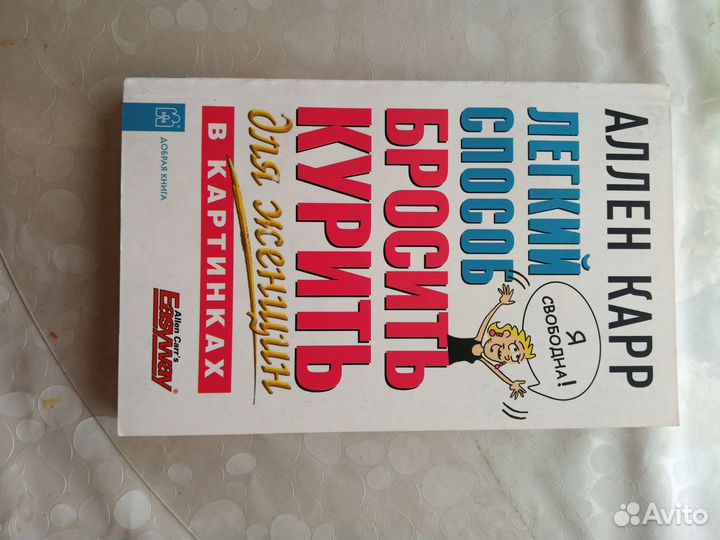 АЛЛЕН КАРР
ЛЕГКИЙ
СПОСОБ
БРОСИТЬ
КУРИТЬ
для женщин
В КАРТИНКАХ
Я
СВОБОДНА!
ДОБРАЯ КНИГА
Allen Carr's
Easyway
Avito